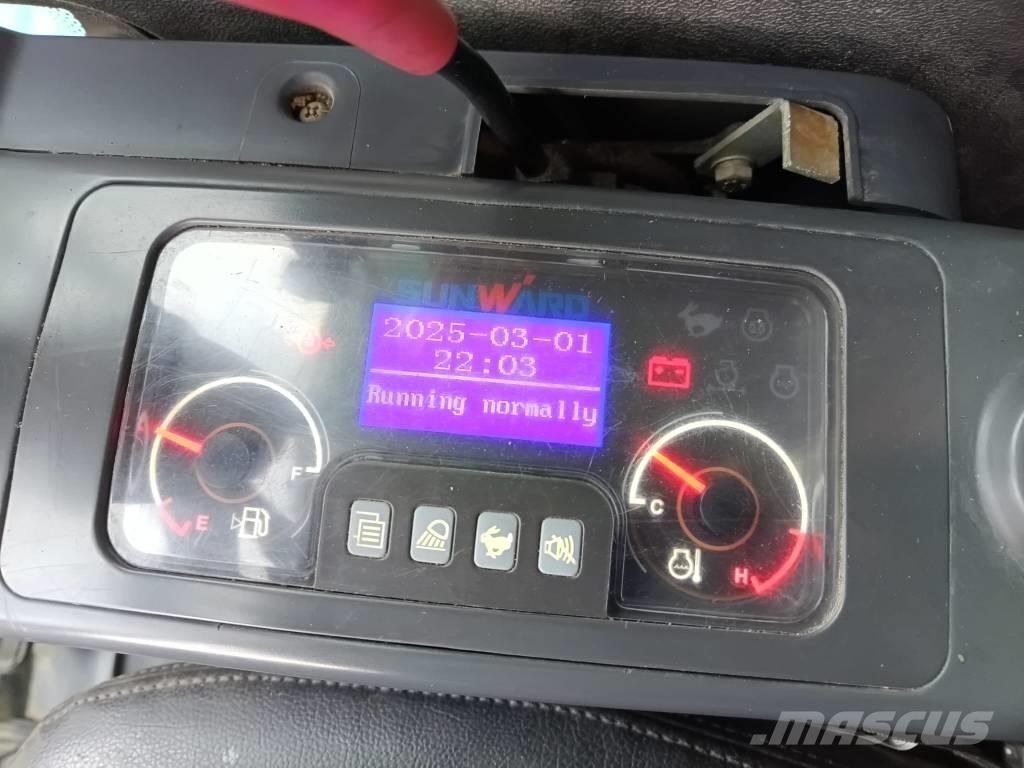 SUNWARD
2025-03-01
22:03
Running normally
F
E
C
H
MASCUS